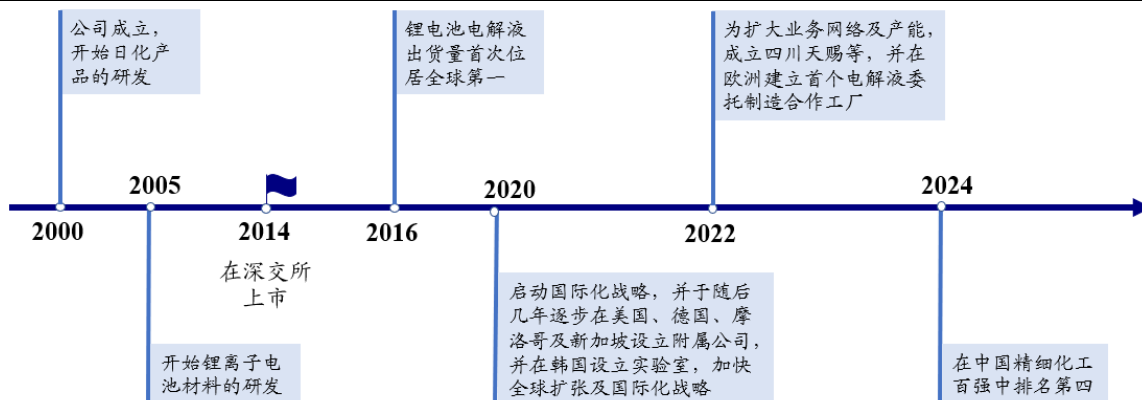 公司成立，
开始日化产
品的研发
锂电池电解液
出货量首次位
居全球第一
为扩大业务网络及产能，
成立四川天赐等，并在
欧洲建立首个电解液委
托制造合作工厂
2005
2020
2024
2000
2014
2016
2022
在深交所
上市
开始锂离子电
池材料的研发
启动国际化战略，并于随后
几年逐步在美国、德国、摩
洛哥及新加坡设立附属公司，
并在韩国设立实验室，加快
全球扩张及国际化战略
在中国精细化工
百强中排名第四